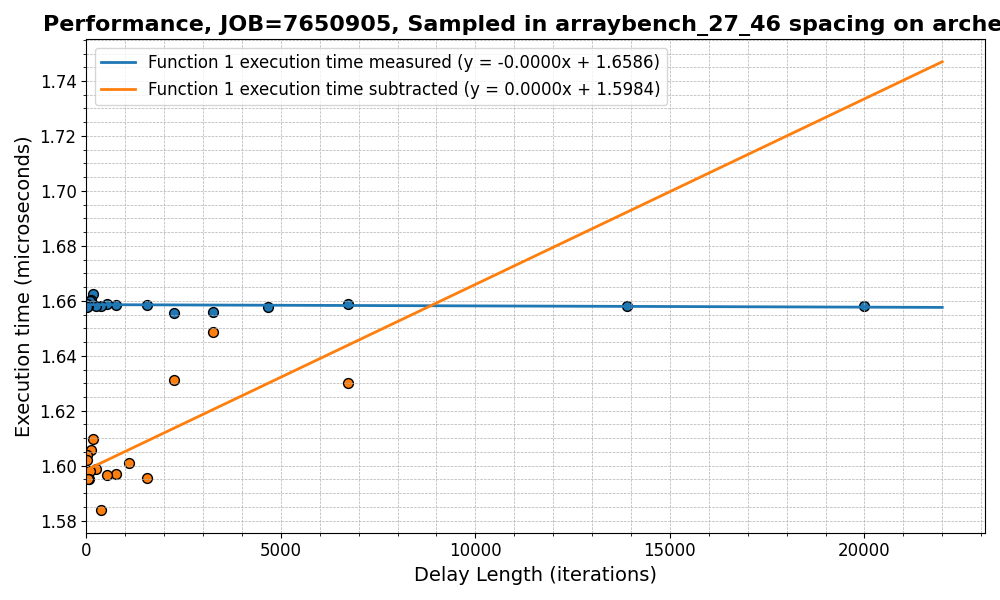 Performance, JOB=7650905, Sampled in arraybench_27_46 spacing on arche
Function 1 execution time measured (y = -0.0000x + 1.6586)
Function 1 execution time subtracted (y = 0.0000x + 1.5984)
Execution time (microseconds)
1.74
1.72
1.70
1.68
1.66
1.64
1.62
1.60
1.58
0 5000 10000 15000 20000
Delay Length (iterations)